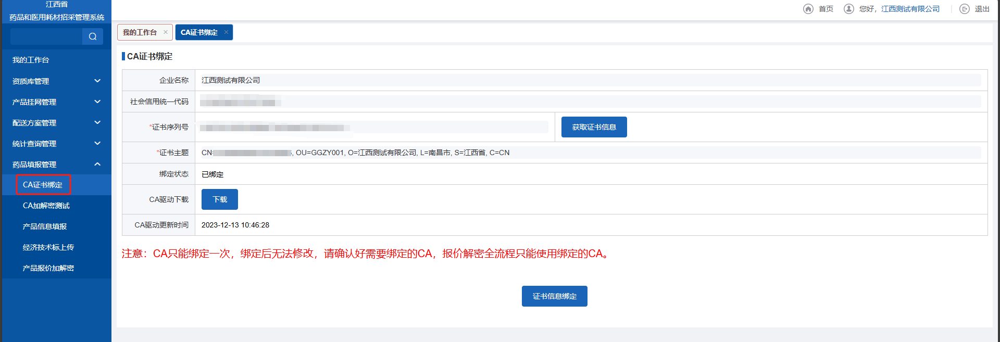 江西省
药品和医用耗材招采管理系统
首页 您好，江西测试有限公司 退出
我的工作台 × CA证书绑定 ×
我的工作台
资质库管理
产品挂网管理
配送方案管理
统计查询管理
药品填报管理
CA证书绑定
CA加解密测试
产品信息填报
经济技术标上传
产品报价加解密
CA证书绑定
企业名称 江西测试有限公司
社会信用统一代码
*证书序列号 获取证书信息
*证书主题 CN= , OU=GGZY001, O=江西测试有限公司, L=南昌市, S=江西省, C=CN
绑定状态 已绑定
CA驱动下载 下载
CA驱动更新时间 2023-12-13 10:46:28
注意：CA只能绑定一次，绑定后无法修改，请确认好需要绑定的CA，报价解密全流程只能使用绑定的CA。
证书信息绑定